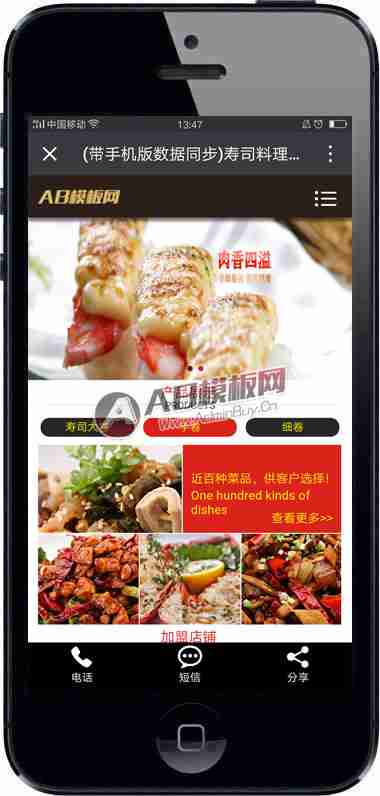 中国移动
13:47
(带手机版数据同步)寿司料理...
AB模板网
肉香四溢
AB模板网
PRODUCTS
www.AdminBuy.Cn
寿司大卷
手卷
细卷
近百种菜品，供客户选择！
One hundred kinds of
dishes
查看更多>>
加盟店铺
电话
短信
分享